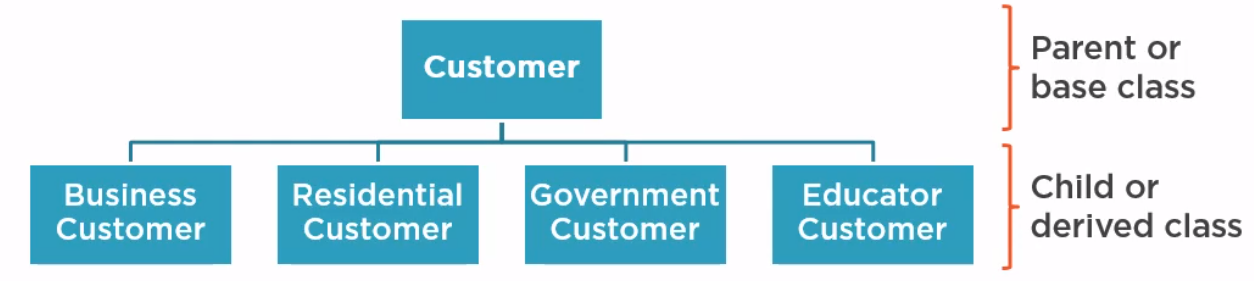 Customer
Parent or
base class
Business
Customer
Residential
Customer
Government
Customer
Educator
Customer
Child or
derived class